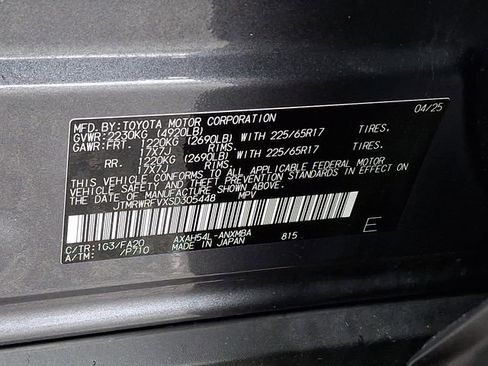 MFD.BY:TOYOTA MOTOR CORPORATION 04/25
GVWR:2230KG (4920LB)
GAWR:FRT. 1220KG (2690LB) WITH 225/65R17 TIRES.
17X7J RIMS.
RR. 1220KG (2690LB) WITH 225/65R17 TIRES.
17X7J RIMS.
THIS VEHICLE CONFORMS TO ALL APPLICABLE FEDERAL MOTOR
VEHICLE SAFETY AND THEFT PREVENTION STANDARDS IN EFFECT ON
THE DATE OF MANUFACTURE SHOWN ABOVE.
JTMRWRFVXSD305448 MPV
C/TR:1G3/FA20 AXAH54L-ANXMBA 815 E
A/TM: /P710 MADE IN JAPAN